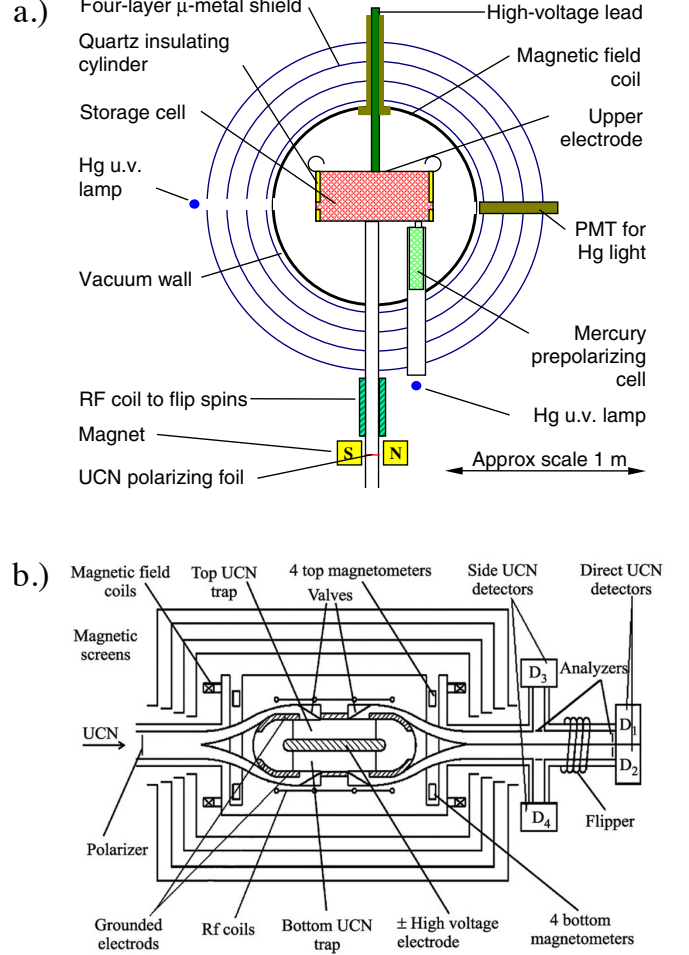 a.)
Four-layer μ-metal shield
High-voltage lead
Quartz insulating
cylinder
Magnetic field
coil
Storage cell
Upper
electrode
Hg u.v.
lamp
PMT for
Hg light
Vacuum wall
Mercury
prepolarizing
cell
RF coil to flip spins
Hg u.v. lamp
Magnet
S
N
Approx scale 1 m
UCN polarizing foil
b.)
Magnetic field
coils
Top UCN
trap
4 top magnetometers
Valves
Side UCN
detectors
Direct UCN
detectors
Magnetic
screens
Analyzers
D3
UCN
D1
D2
D4
Flipper
Polarizer
Grounded
electrods
Rf coils
Bottom UCN
trap
± High voltage
electrode
4 bottom
magnetometers